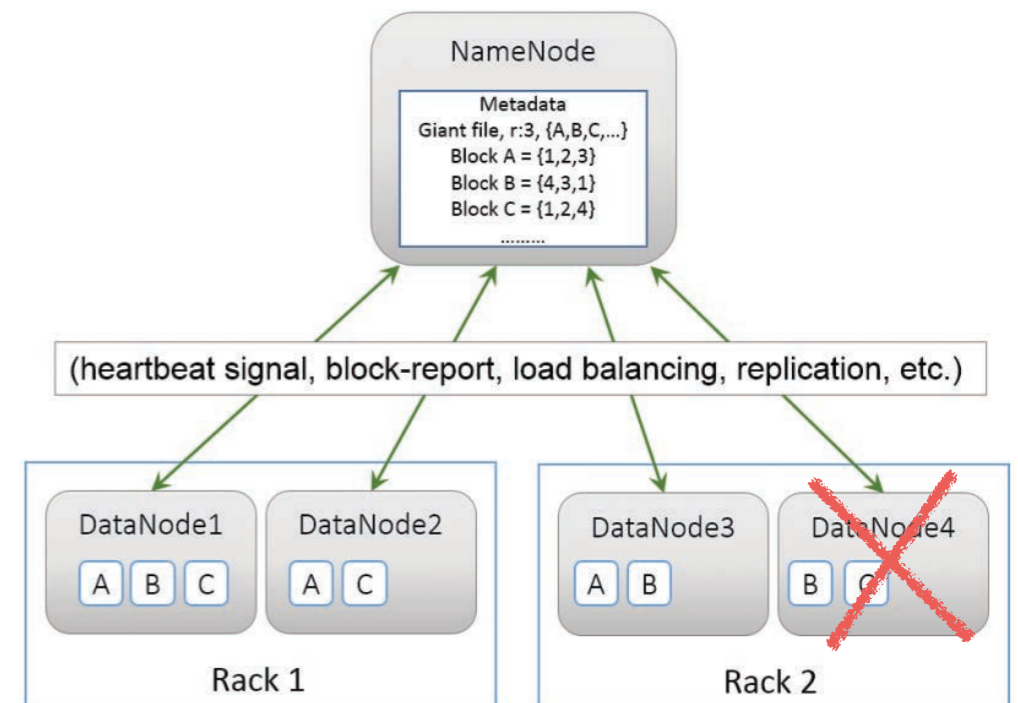 NameNode
Metadata
Giant file, r:3, {A,B,C,...}
Block A = {1,2,3}
Block B = {4,3,1}
Block C = {1,2,4}
.........
(heartbeat signal, block-report, load balancing, replication, etc.)
DataNode1
A B C
DataNode2
A C
Rack 1
DataNode3
A B
DataNode4
B C
Rack 2